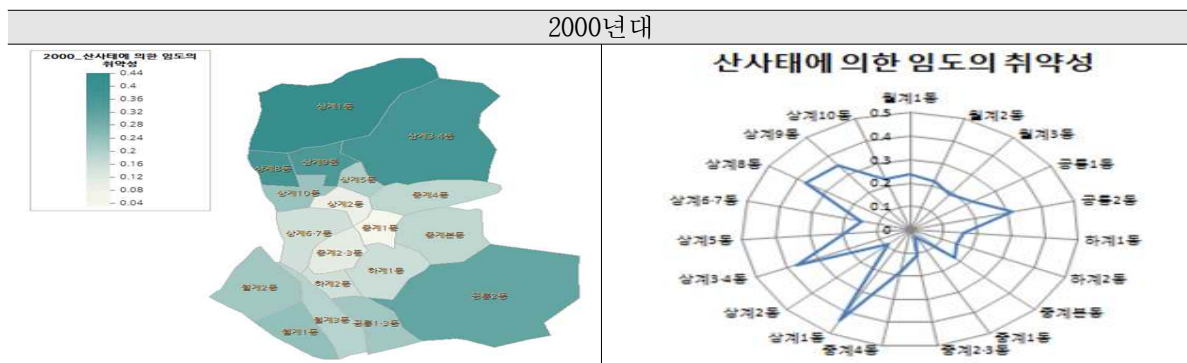 2000년대
2000_산사태에 의한 임도의
취약성
0.44
0.4
0.36
0.32
0.28
0.24
0.2
0.16
0.12
0.08
0.04
상계1동
상계3·4동
상계9동
상계8동
상계5동
상계10동
중계4동
상계2동
중계1동
상계6·7동
중계본동
중계2·3동
하계1동
하계2동
월계2동
공릉2동
월계3동
공릉1·3동
월계1동
산사태에 의한 임도의 취약성
월계1동
월계2동
월계3동
공릉1동
공릉2동
하계1동
하계2동
중계본동
중계1동
중계2·3동
중계4동
상계1동
상계2동
상계3·4동
상계5동
상계6·7동
상계8동
상계9동
상계10동
0.5
0.4
0.3
0.2
0.1
0